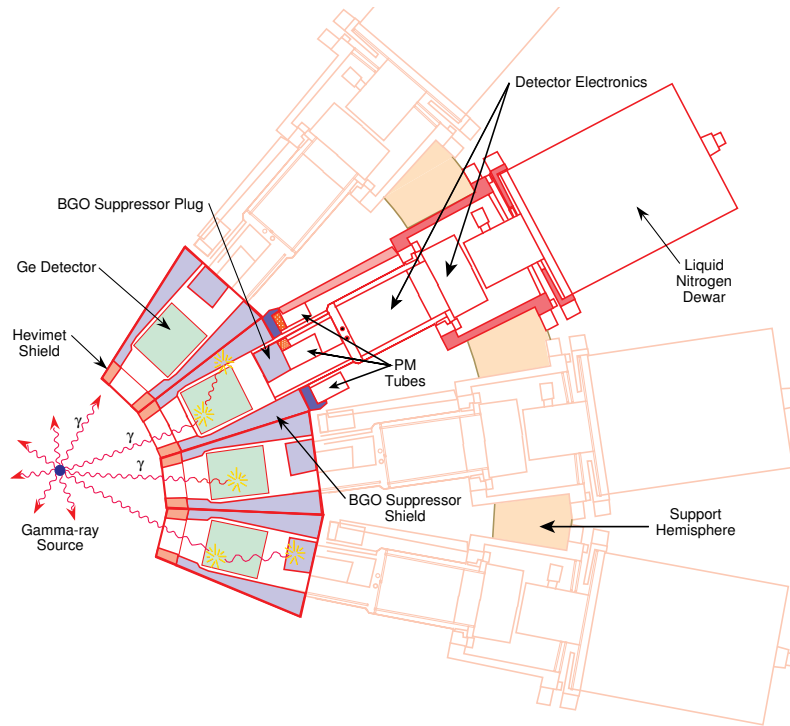 Detector Electronics
BGO Suppressor Plug
Ge Detector
Hevimet
Shield
Liquid
Nitrogen
Dewar
PM
Tubes
γ
γ
γ
BGO Suppressor
Shield
Gamma-ray
Source
Support
Hemisphere